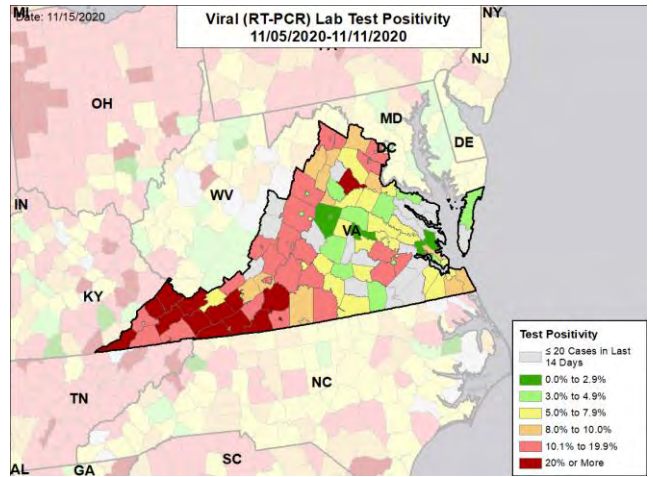 Date: 11/15/2020
Viral (RT-PCR) Lab Test Positivity
11/05/2020-11/11/2020
MI
NY
PA
NJ
OH
MD
DE
DC
IN
WV
VA
KY
TN
NC
AL
GA
SC
Test Positivity
≤ 20 Cases in Last
14 Days
0.0% to 2.9%
3.0% to 4.9%
5.0% to 7.9%
8.0% to 10.0%
10.1% to 19.9%
20% or More